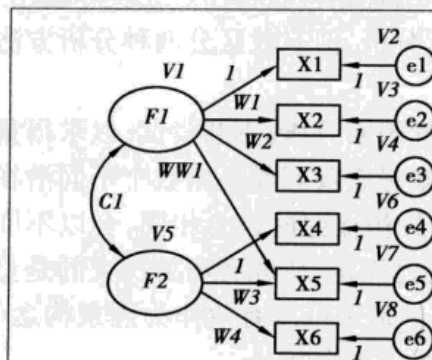 V1 1 X1 V2 e1
W1 1 V3
F1 X2 e2
W2 1 V4
X3 e3
WW1 1 V6
C1 X4 e4
V5 1 1 V7
F2 X5 e5
W3 1 V8
W4 X6 e6
1